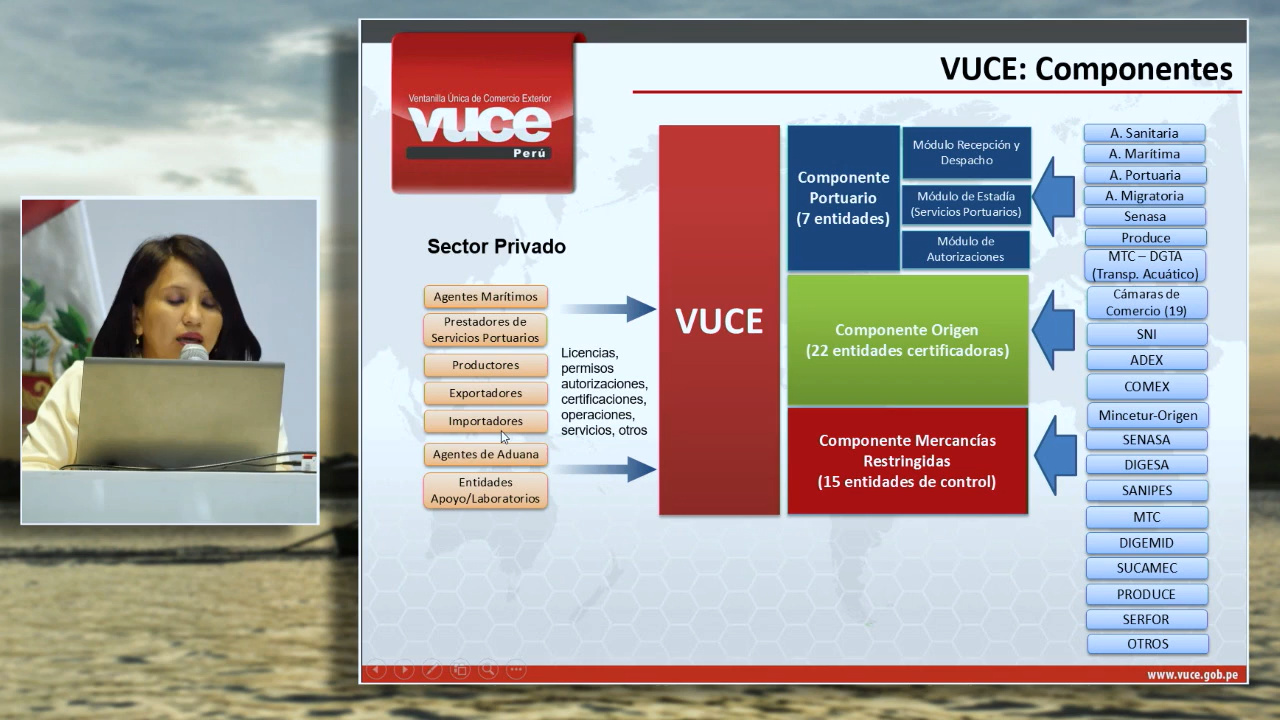 VUCE: Componentes
Ventanilla Única de Comercio Exterior
vuce
Perú
Sector Privado
Agentes Marítimos
Prestadores de
Servicios Portuarios
Productores
Exportadores
Importadores
Agentes de Aduana
Entidades
Apoyo/Laboratorios
Licencias,
permisos
autorizaciones,
certificaciones,
operaciones,
servicios, otros
VUCE
Componente
Portuario
(7 entidades)
Módulo Recepción y
Despacho
Módulo de Estadía
(Servicios Portuarios)
Módulo de
Autorizaciones
Componente Origen
(22 entidades certificadoras)
Componente Mercancías
Restringidas
(15 entidades de control)
A. Sanitaria
A. Marítima
A. Portuaria
A. Migratoria
Senasa
Produce
MTC – DGTA
(Transp. Acuático)
Cámaras de
Comercio (19)
SNI
ADEX
COMEX
Mincetur-Origen
SENASA
DIGESA
SANIPES
MTC
DIGEMID
SUCAMEC
PRODUCE
SERFOR
OTROS
www.vuce.gob.pe